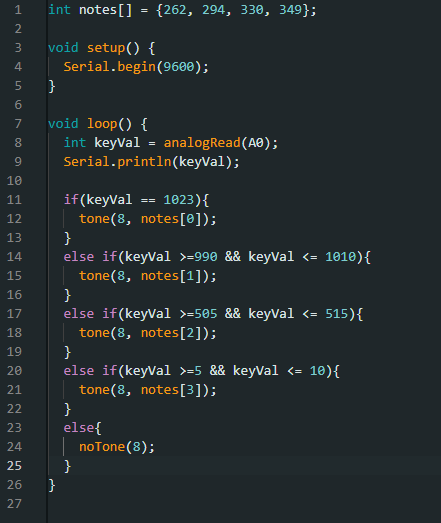 1 int notes[] = {262, 294, 330, 349};
2
3 void setup() {
4   Serial.begin(9600);
5 }
6
7 void loop() {
8   int keyVal = analogRead(A0);
9   Serial.println(keyVal);
10
11   if(keyVal == 1023){
12     tone(8, notes[0]);
13   }
14   else if(keyVal >=990 && keyVal <= 1010){
15     tone(8, notes[1]);
16   }
17   else if(keyVal >=505 && keyVal <= 515){
18     tone(8, notes[2]);
19   }
20   else if(keyVal >=5 && keyVal <= 10){
21     tone(8, notes[3]);
22   }
23   else{
24     noTone(8);
25   }
26 }
27